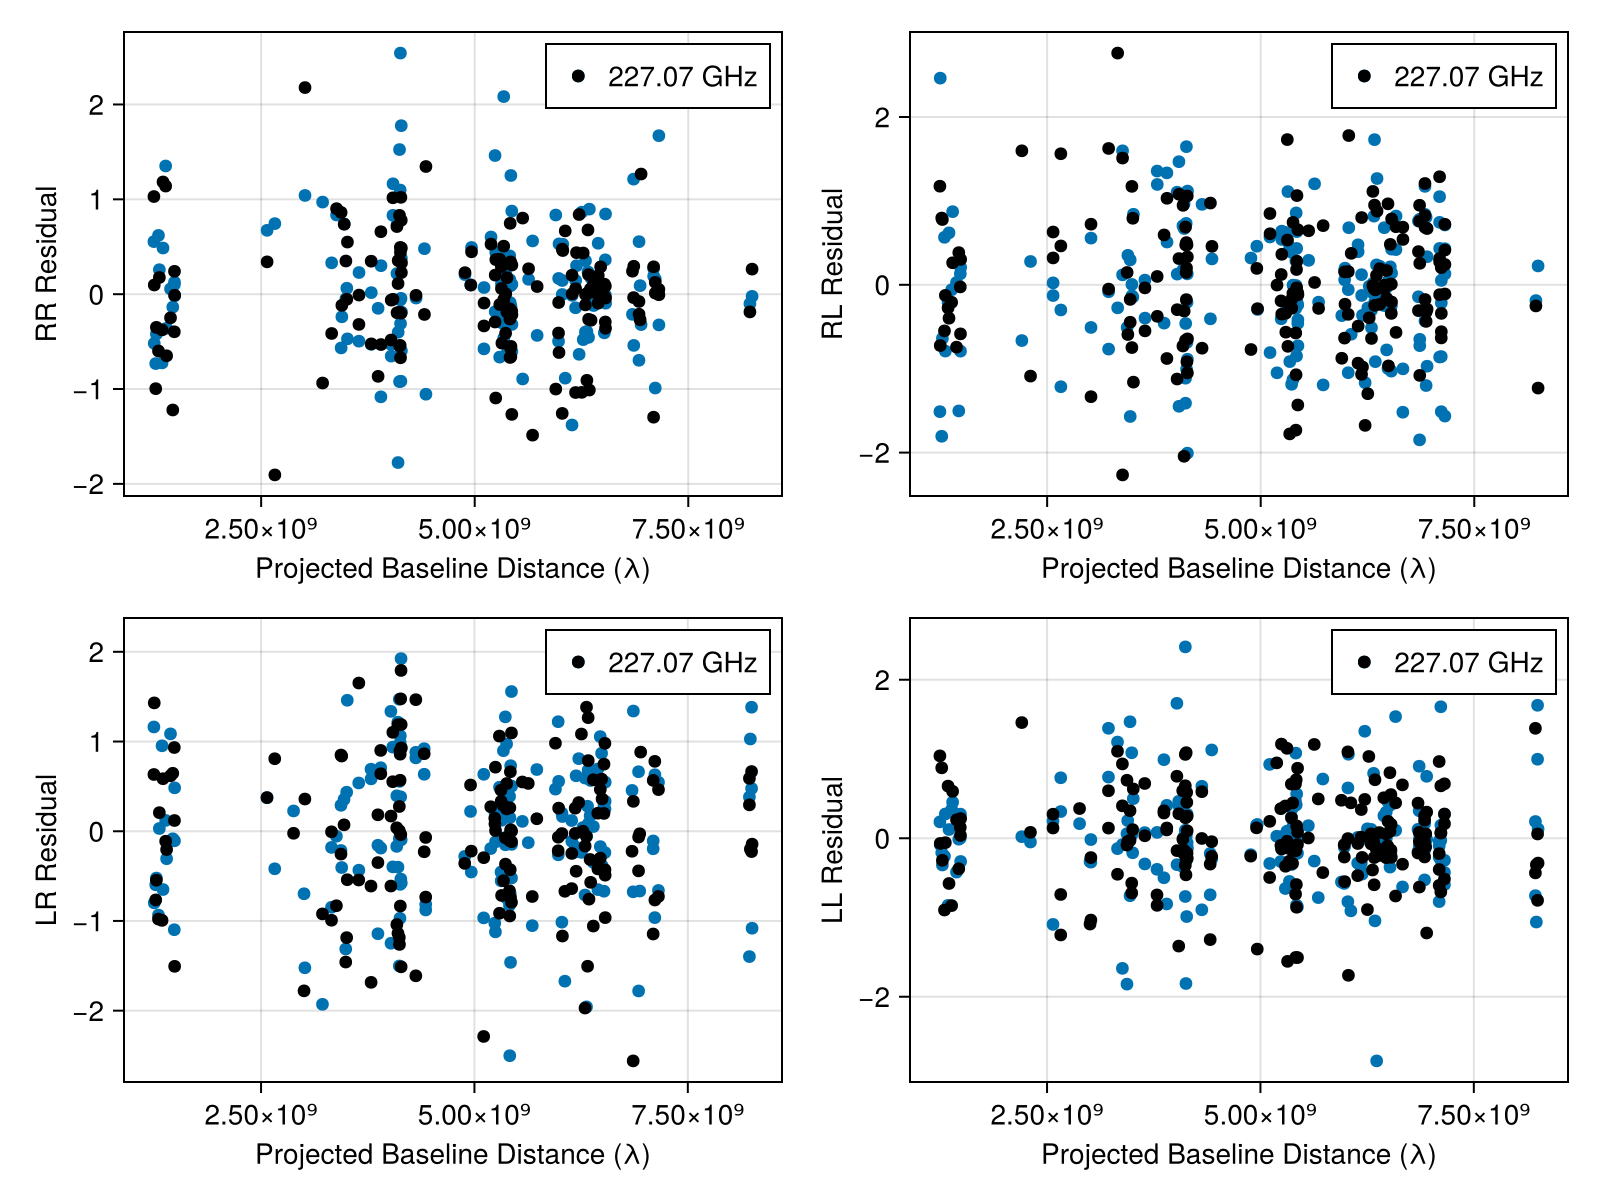 227.07 GHz
RR Residual
2
1
0
−1
−2
2.50×10⁹ 5.00×10⁹ 7.50×10⁹
Projected Baseline Distance (λ)
227.07 GHz
RL Residual
2
0
−2
2.50×10⁹ 5.00×10⁹ 7.50×10⁹
Projected Baseline Distance (λ)
227.07 GHz
LR Residual
2
1
0
−1
−2
2.50×10⁹ 5.00×10⁹ 7.50×10⁹
Projected Baseline Distance (λ)
227.07 GHz
LL Residual
2
0
−2
2.50×10⁹ 5.00×10⁹ 7.50×10⁹
Projected Baseline Distance (λ)